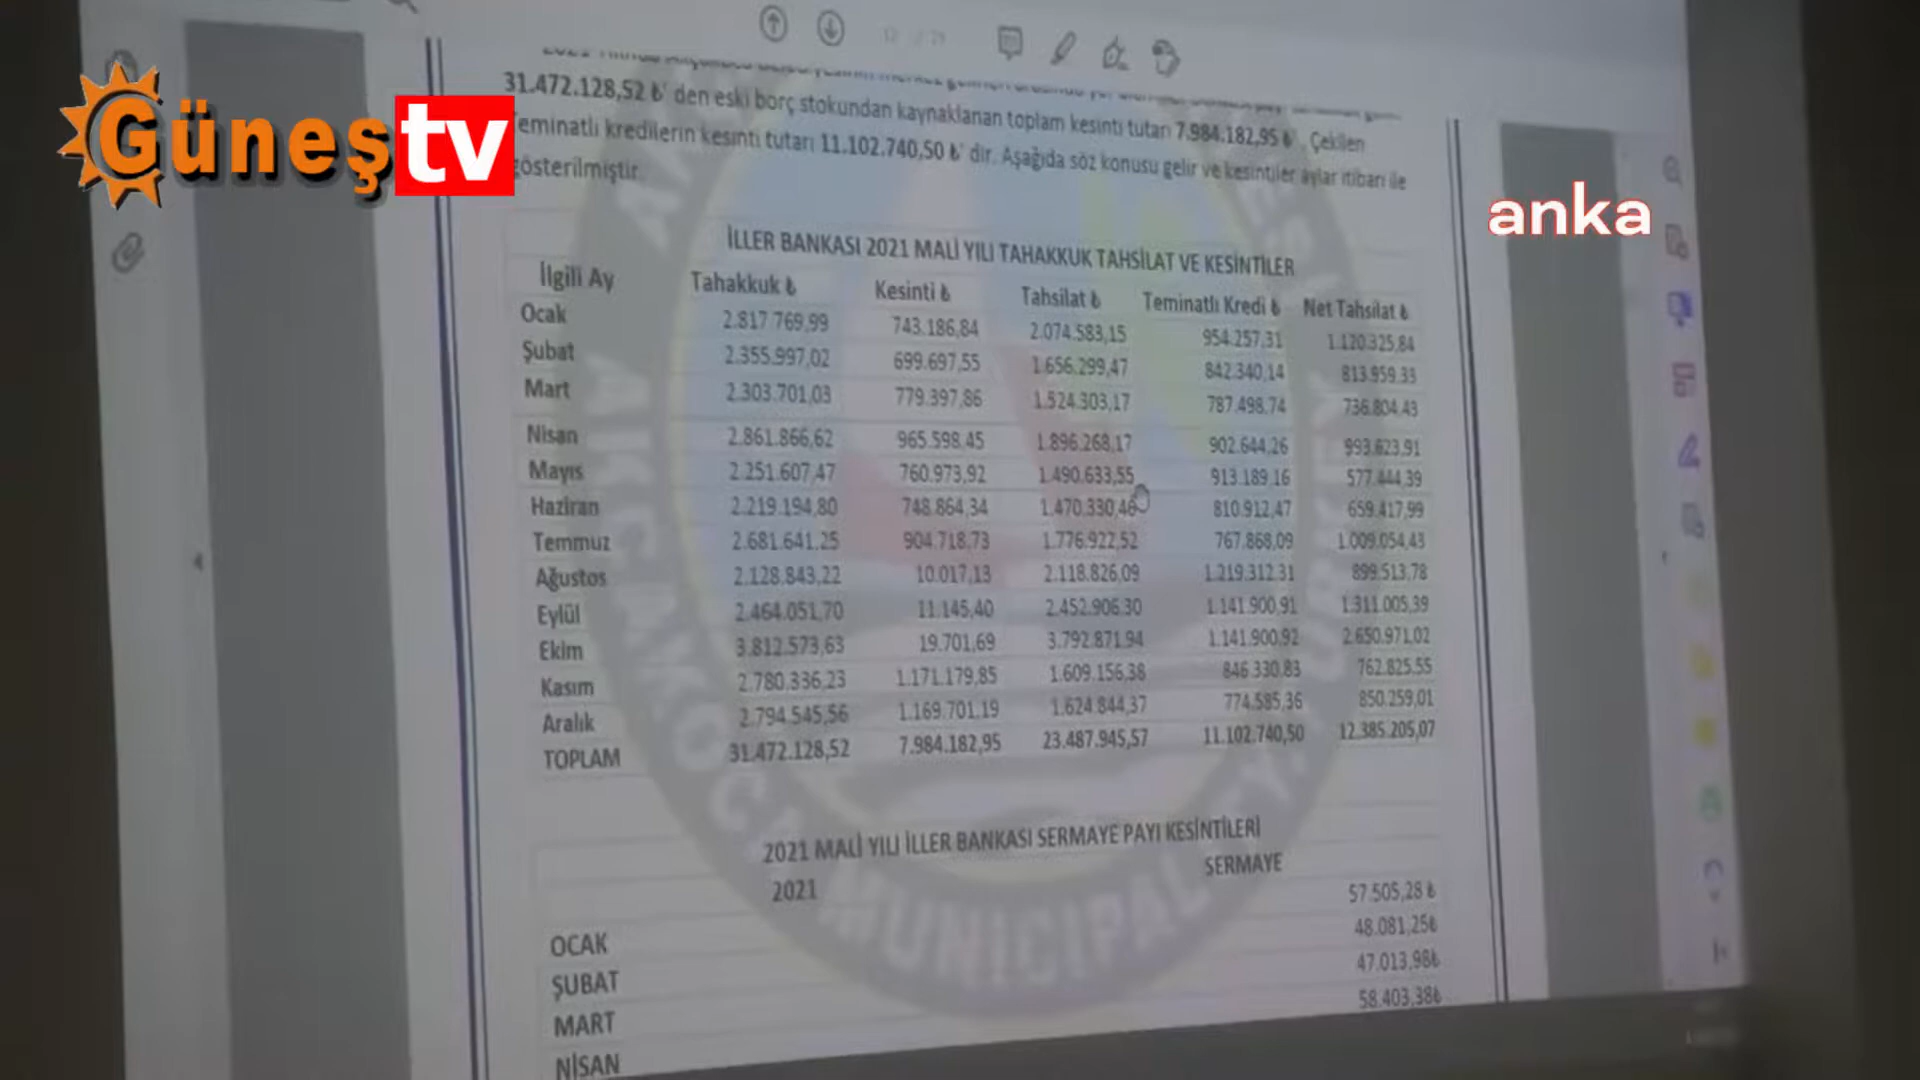 Güneş tv
anka
31.472.128,52 ₺' den eski borç stokundan kaynaklanan toplam kesinti tutarı 7.984.182,95 ₺' , Çekilen
eminatlı kredilerin kesinti tutarı 11.102.740,50 ₺' dir. Aşağıda söz konusu gelir ve kesintiler aylar itibarı ile
gösterilmiştir.
İLLER BANKASI 2021 MALİ YILI TAHAKKUK TAHSİLAT VE KESİNTİLER
İlgili Ay Tahakkuk ₺ Kesinti ₺ Tahsilat ₺ Teminatlı Kredi ₺ Net Tahsilat ₺
Ocak 2.817.769,99 743.186,84 2.074.583,15 954.257,31 1.120.325,84
Şubat 2.355.997,02 699.697,55 1.656.299,47 842.340,14 813.959,33
Mart 2.303.701,03 779.397,86 1.524.303,17 787.498,74 736.804,43
Nisan 2.861.866,62 965.598,45 1.896.268,17 902.644,26 993.623,91
Mayıs 2.251.607,47 760.973,92 1.490.633,55 913.189,16 577.444,39
Haziran 2.219.194,80 748.864,34 1.470.330,46 810.912,47 659.417,99
Temmuz 2.681.641,25 904.718,73 1.776.922,52 767.868,09 1.009.054,43
Ağustos 2.128.843,22 10.017,13 2.118.826,09 1.219.312,31 899.513,78
Eylül 2.464.051,70 11.145,40 2.452.906,30 1.141.900,91 1.311.005,39
Ekim 3.812.573,63 19.701,69 3.792.871,94 1.141.900,92 2.650.971,02
Kasım 2.780.336,23 1.171.179,85 1.609.156,38 846.330,83 762.825,55
Aralık 2.794.545,56 1.169.701,19 1.624.844,37 774.585,36 850.259,01
TOPLAM 31.472.128,52 7.984.182,95 23.487.945,57 11.102.740,50 12.385.205,07
2021 MALİ YILI İLLER BANKASI SERMAYE PAYI KESİNTİLERİ
2021 SERMAYE
OCAK 57.505,28 ₺
ŞUBAT 48.081,25₺
MART 47.013,98₺
NİSAN 58.403,38₺
MUNICIPALITY